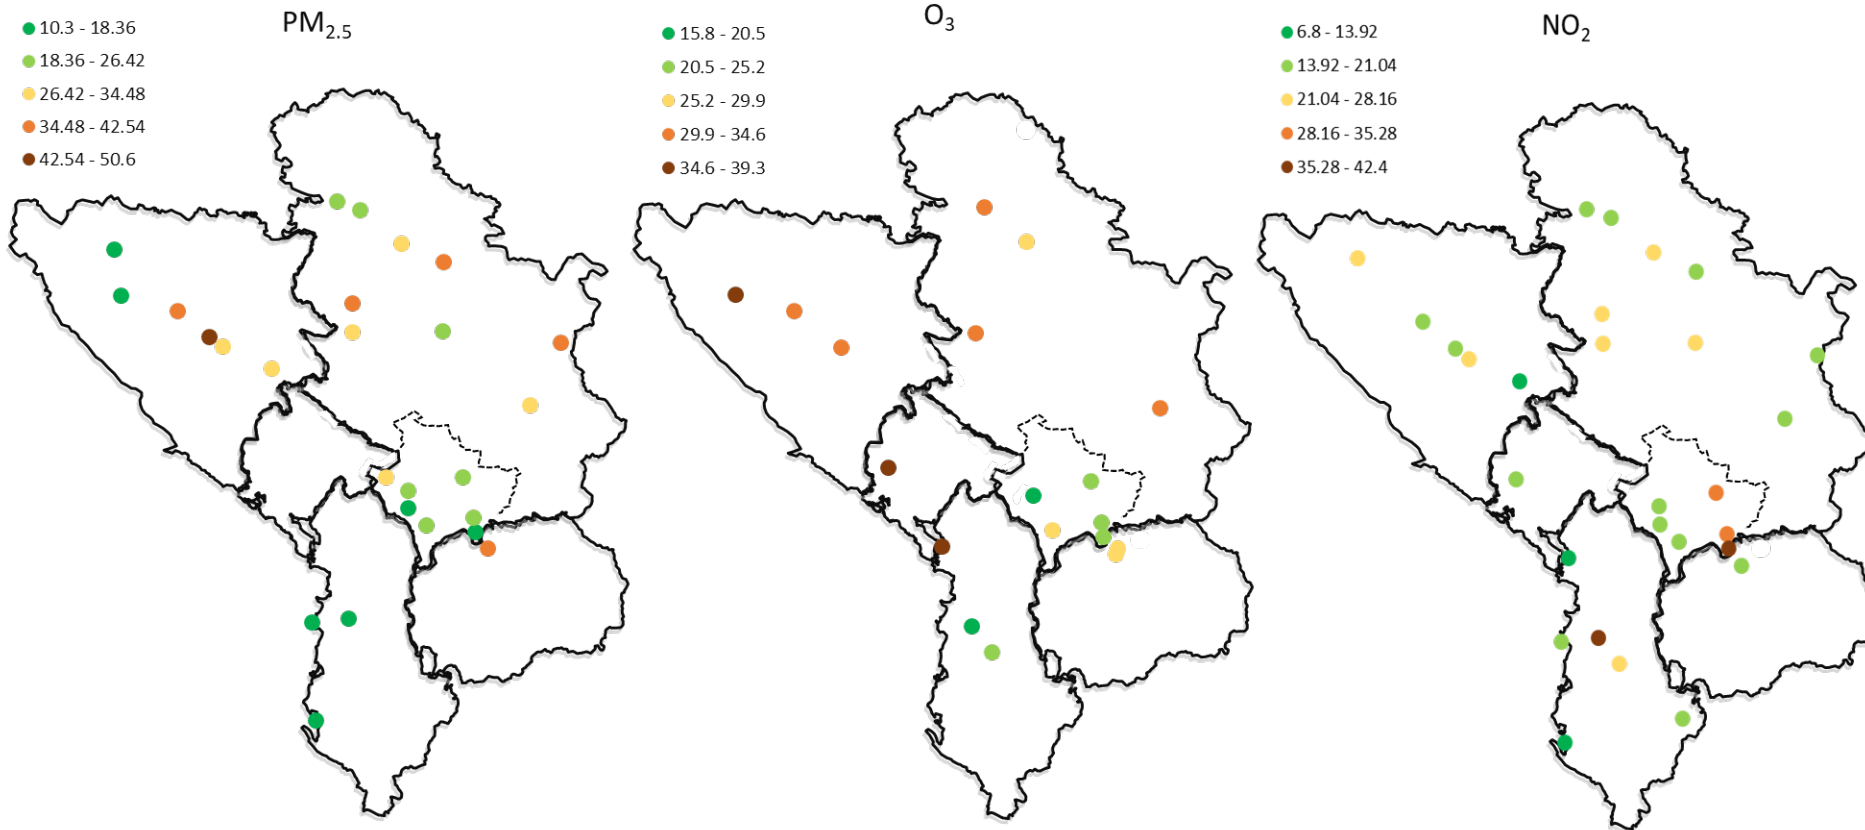 PM2.5
10.3 - 18.36
18.36 - 26.42
26.42 - 34.48
34.48 - 42.54
42.54 - 50.6
O3
15.8 - 20.5
20.5 - 25.2
25.2 - 29.9
29.9 - 34.6
34.6 - 39.3
NO2
6.8 - 13.92
13.92 - 21.04
21.04 - 28.16
28.16 - 35.28
35.28 - 42.4